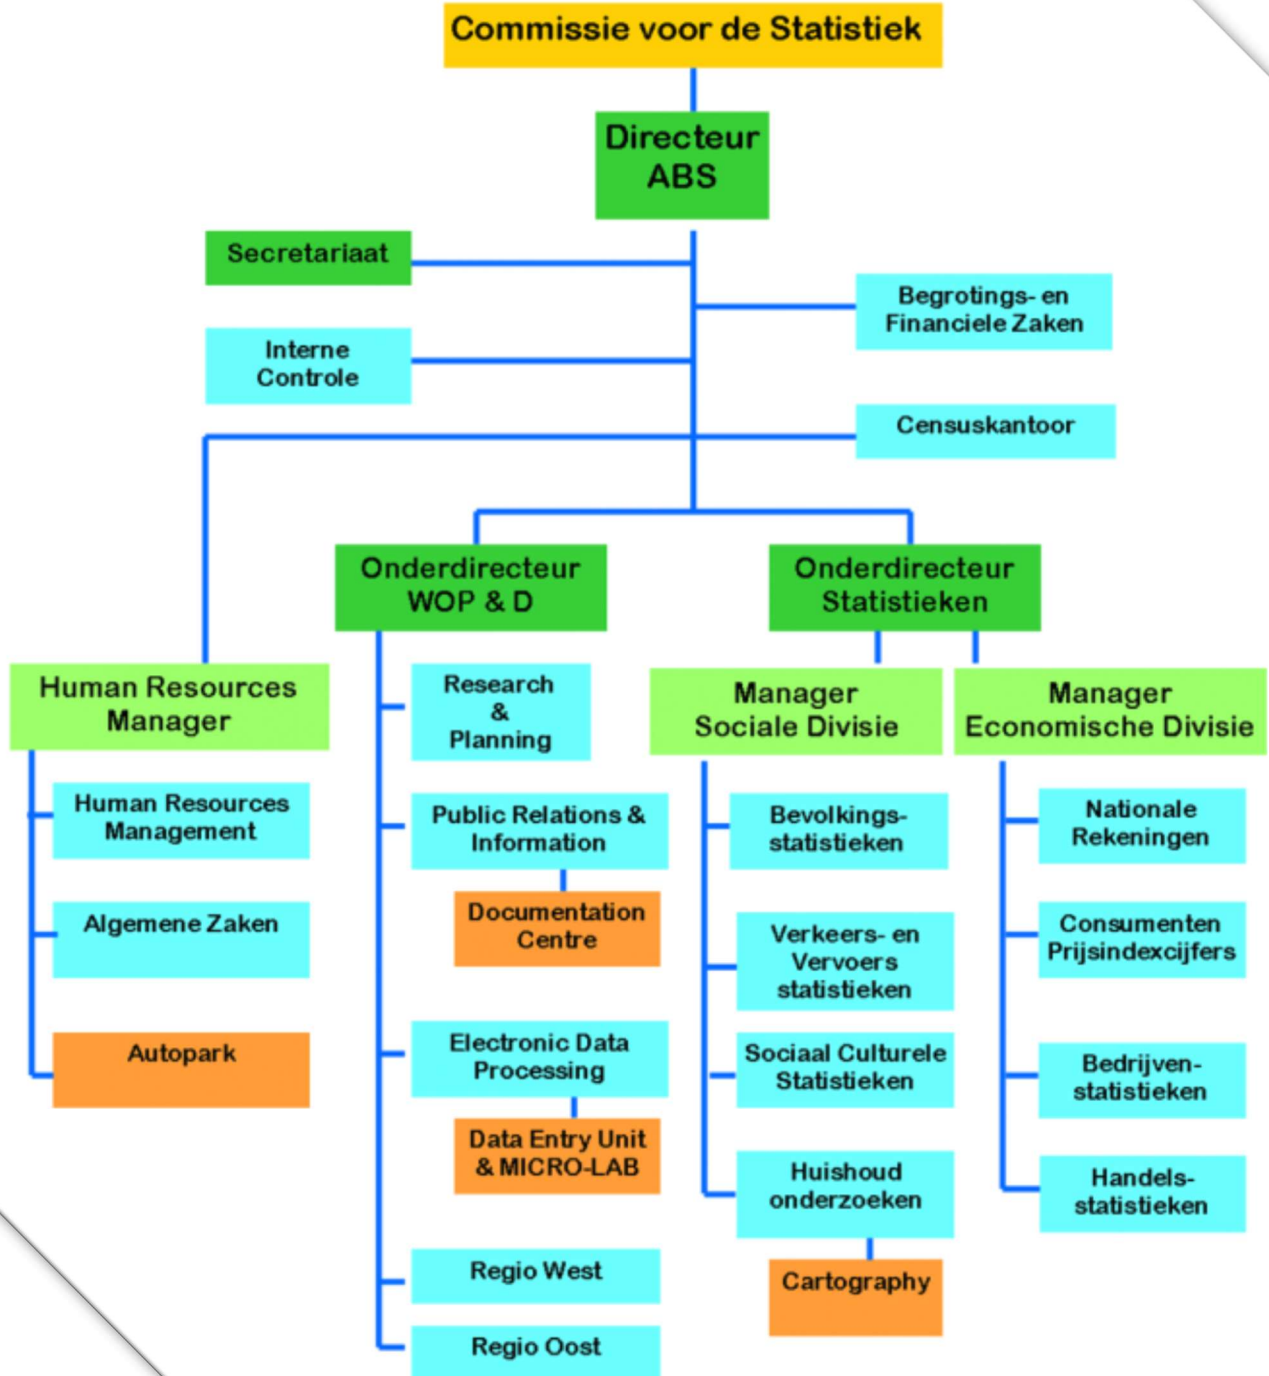 Commissie voor de Statistiek
Directeur
ABS
Secretariaat
Begrotings- en
Financiele Zaken
Interne
Controle
Censuskantoor
Onderdirecteur
WOP & D
Onderdirecteur
Statistieken
Human Resources
Manager
Human Resources
Management
Algemene Zaken
Autopark
Research
&
Planning
Public Relations &
Information
Documentation
Centre
Electronic Data
Processing
Data Entry Unit
& MICRO-LAB
Regio West
Regio Oost
Manager
Sociale Divisie
Bevolkings-
statistieken
Verkeers- en
Vervoers
statistieken
Sociaal Culturele
Statistieken
Huishoud
onderzoeken
Cartography
Manager
Economische Divisie
Nationale
Rekeningen
Consumenten
Prijsindexcijfers
Bedrijven-
statistieken
Handels-
statistieken